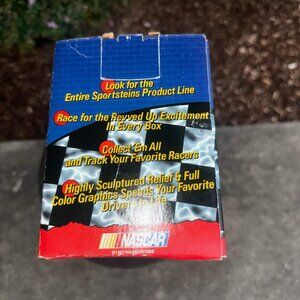 Look for the
Entire Sportsteins Product Line
Race for the Revved Up Excitement
In Every Box
Collect 'Em All
and Track Your Favorite Racers
Highly Sculptured Relief & Full
Color Graphics Speeds Your Favorite
Drivers To Life
NASCAR